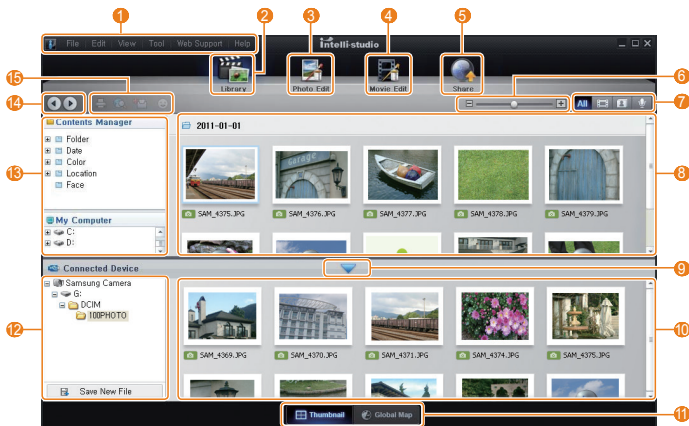 1 2 3 4 5
File Edit View Tool Web Support Help
intelli-studio
Library Photo Edit Movie Edit Share
15 6
14 All 7
Contents Manager
2011-01-01
Folder
Date
Color
Location
Face
13 8
SAM_4375.JPG SAM_4376.JPG SAM_4377.JPG SAM_4378.JPG SAM_4379.JPG
Garage
My Computer
C:
D:
Connected Device 9
Samsung Camera
G:
DCIM
100PHOTO
12 10
SAM_4369.JPG SAM_4370.JPG SAM_4371.JPG SAM_4374.JPG SAM_4375.JPG
Save New File
Thumbnail Global Map 11